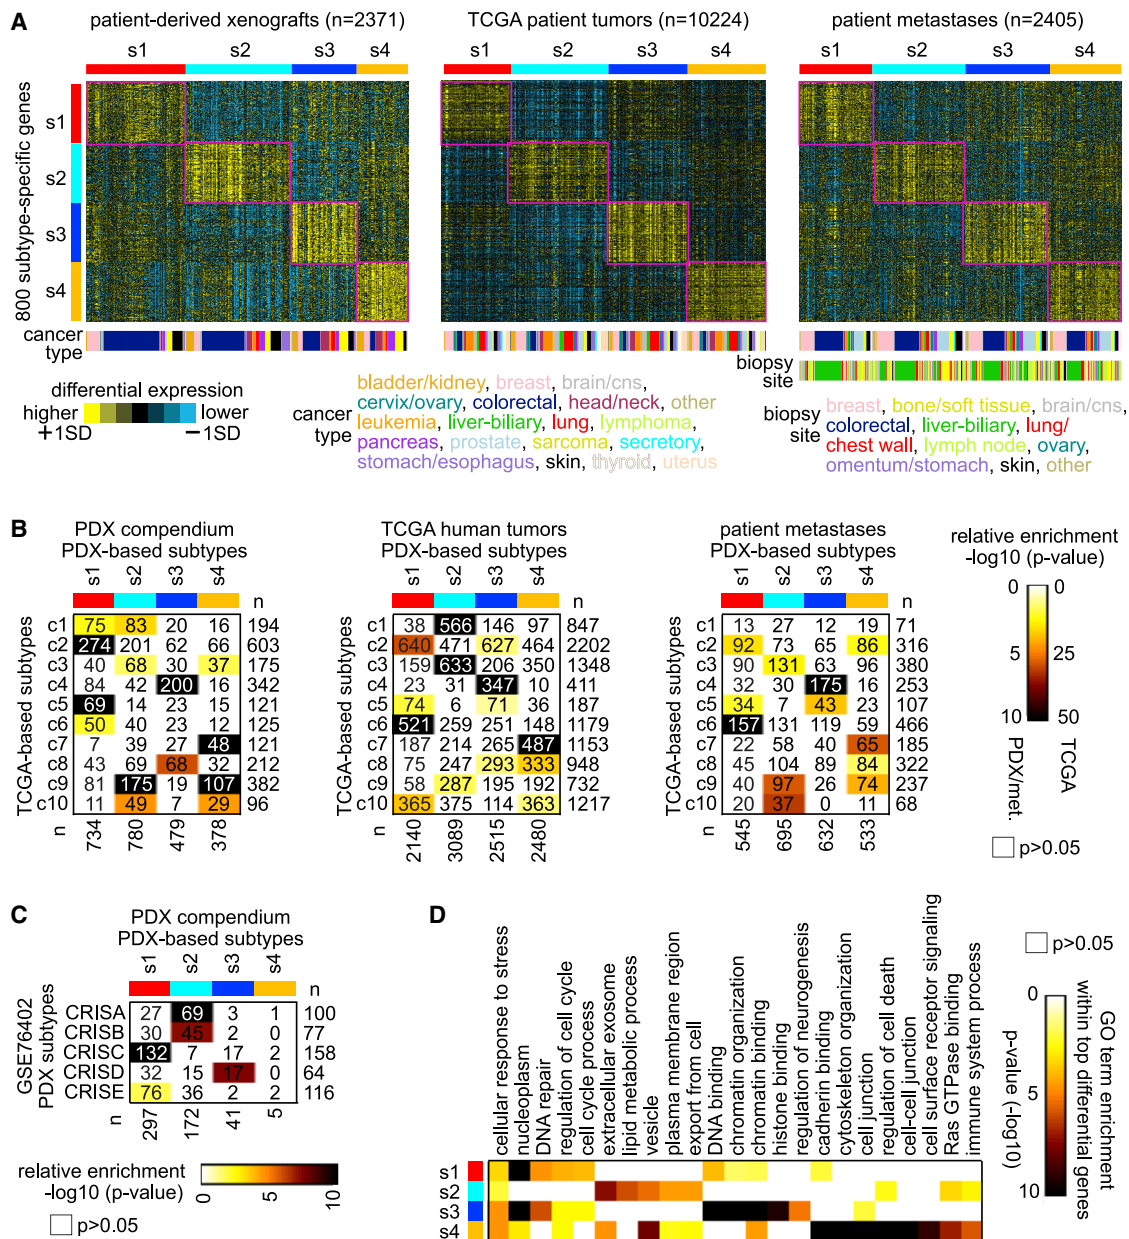 A
patient-derived xenografts (n=2371)
TCGA patient tumors (n=10224)
patient metastases (n=2405)
s1 s2 s3 s4
s1 s2 s3 s4
s1 s2 s3 s4
800 subtype-specific genes
s1
s2
s3
s4
cancer type
biopsy site
differential expression
higher lower
+1SD −1SD
cancer type
bladder/kidney, breast, brain/cns,
cervix/ovary, colorectal, head/neck, other
leukemia, liver-biliary, lung, lymphoma,
pancreas, prostate, sarcoma, secretory,
stomach/esophagus, skin, thyroid, uterus
biopsy site
breast, bone/soft tissue, brain/cns,
colorectal, liver-biliary, lung/
chest wall, lymph node, ovary,
omentum/stomach, skin, other
B
PDX compendium
PDX-based subtypes
s1 s2 s3 s4 n
TCGA-based subtypes
c1 75 83 20 16 194
c2 274 201 62 66 603
c3 40 68 30 37 175
c4 84 42 200 16 342
c5 69 14 23 15 121
c6 50 40 23 12 125
c7 7 39 27 48 121
c8 43 69 68 32 212
c9 81 175 19 107 382
c10 11 49 7 29 96
n 734 780 479 378
TCGA human tumors
PDX-based subtypes
s1 s2 s3 s4 n
TCGA-based subtypes
c1 38 566 146 97 847
c2 640 471 627 464 2202
c3 159 633 206 350 1348
c4 23 31 347 10 411
c5 74 6 71 36 187
c6 521 259 251 148 1179
c7 187 214 265 487 1153
c8 75 247 293 333 948
c9 58 287 195 192 732
c10 365 375 114 363 1217
n 2140 3089 2515 2480
patient metastases
PDX-based subtypes
s1 s2 s3 s4 n
TCGA-based subtypes
c1 13 27 12 19 71
c2 92 73 65 86 316
c3 90 131 63 96 380
c4 32 30 175 16 253
c5 34 7 43 23 107
c6 157 131 119 59 466
c7 22 58 40 65 185
c8 45 104 89 84 322
c9 26 97 26 74 237
c10 20 37 0 11 68
n 545 695 632 533
relative enrichment
-log10 (p-value)
0 0
5 25
10 50
PDX/met. TCGA
p>0.05
C
PDX compendium
PDX-based subtypes
s1 s2 s3 s4 n
GSE76402
PDX subtypes
CRISA 27 69 3 1 100
CRISB 30 45 2 0 77
CRISC 132 7 17 2 158
CRISD 32 15 17 0 64
CRISE 76 36 2 2 116
n 297 172 41 5
relative enrichment
-log10 (p-value)
0 5 10
p>0.05
D
cellular response to stress
nucleoplasm
DNA repair
regulation of cell cycle
cell cycle process
extracellular exosome
lipid metabolic process
vesicle
plasma membrane region
export from cell
DNA binding
chromatin organization
chromatin binding
histone binding
regulation of neurogenesis
cadherin binding
cytoskeleton organization
cell junction
regulation of cell death
cell-cell junction
cell surface receptor signaling
Ras GTPase binding
immune system process
s1
s2
s3
s4
p>0.05
0
5
10
GO term enrichment
within top differential genes
p-value (-log10)